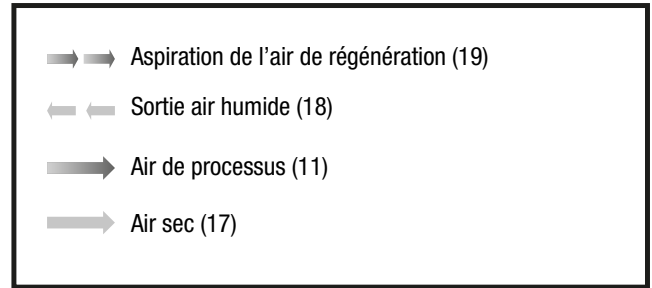 Aspiration de l'air de régénération (19)
Sortie air humide (18)
Air de processus (11)
Air sec (17)